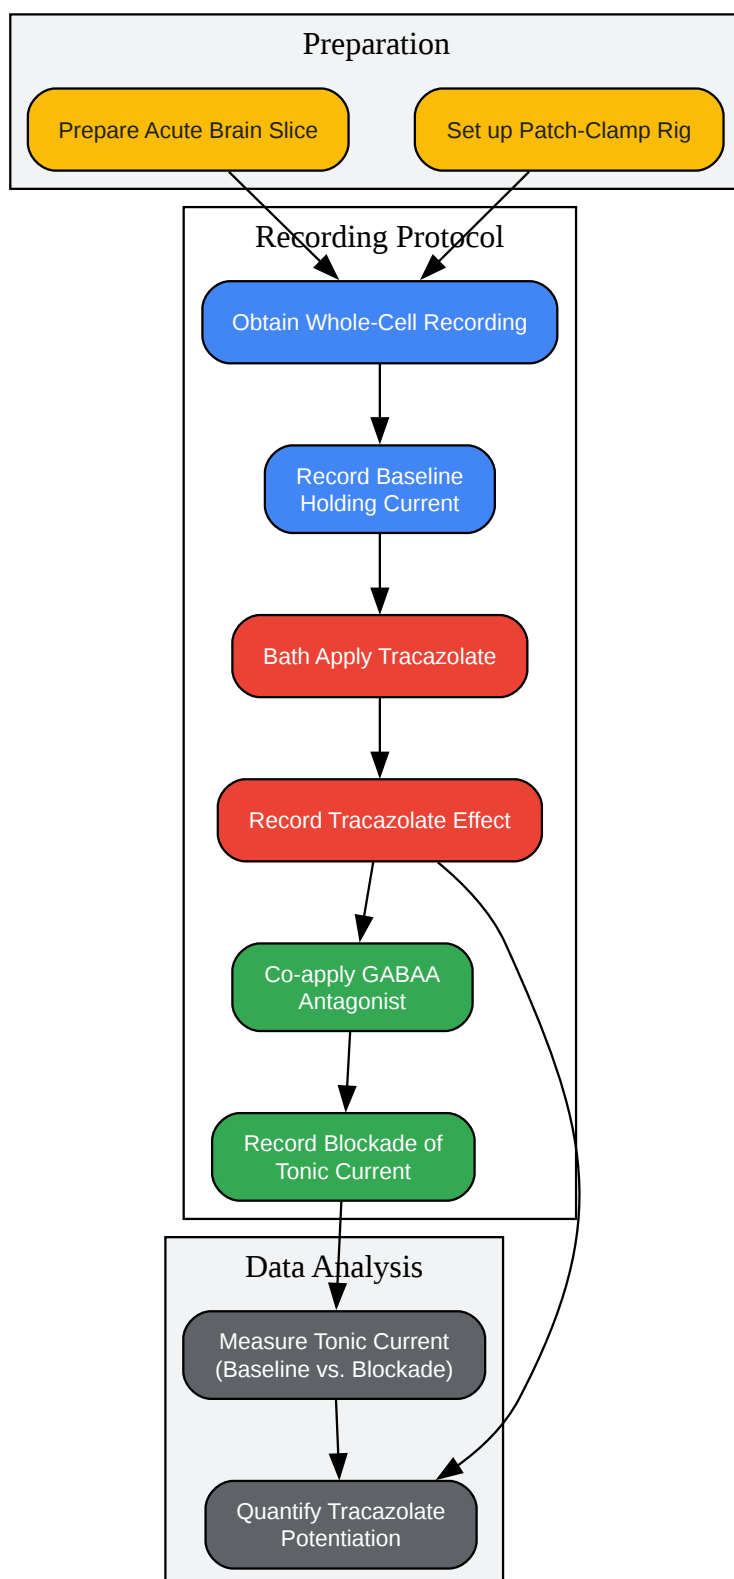 Preparation
Prepare Acute Brain Slice
Set up Patch-Clamp Rig
Recording Protocol
Obtain Whole-Cell Recording
Record Baseline
Holding Current
Bath Apply Tracazolate
Record Tracazolate Effect
Co-apply GABAA
Antagonist
Record Blockade of
Tonic Current
Data Analysis
Measure Tonic Current
(Baseline vs. Blockade)
Quantify Tracazolate
Potentiation